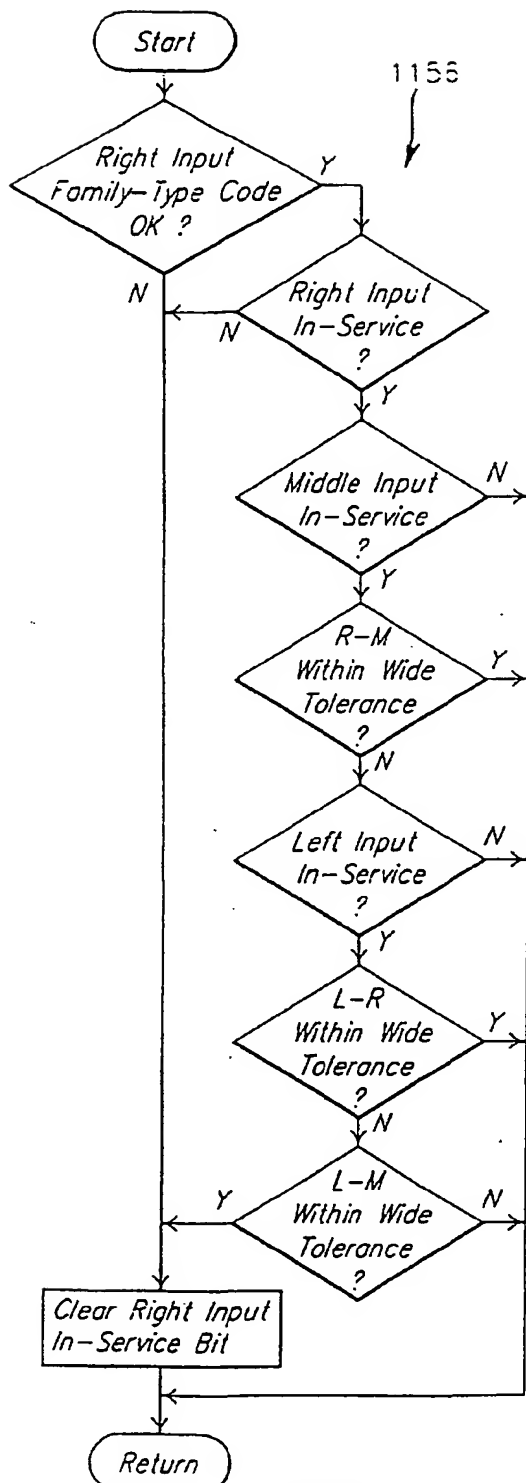 Start
1156
Right Input
Family-Type Code
OK ?
Y
N
Right Input
In-Service
?
N
Y
Middle Input
In-Service
?
N
Y
R-M
Within Wide
Tolerance
?
Y
N
Left Input
In-Service
?
N
Y
L-R
Within Wide
Tolerance
?
Y
N
L-M
Within Wide
Tolerance
?
Y
N
Clear Right Input
In-Service Bit
Return